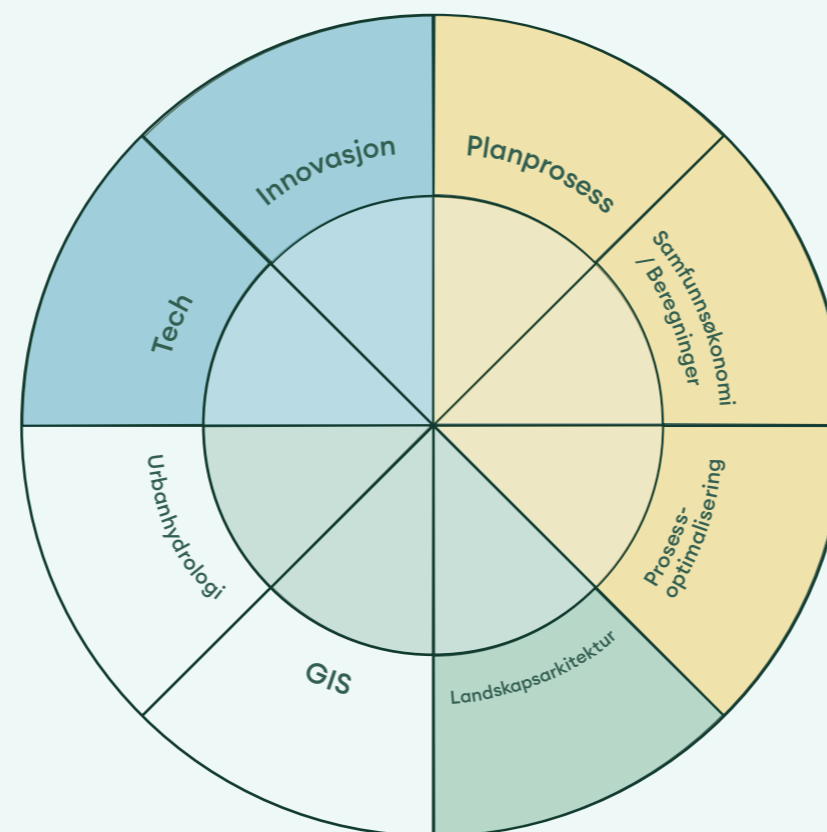 Innovasjon
Planprosess
Samfunnsøkonomi
/ Beregninger
Prosess-
optimalisering
Landskapsarkitektur
GIS
Urbanhydrologi
Tech